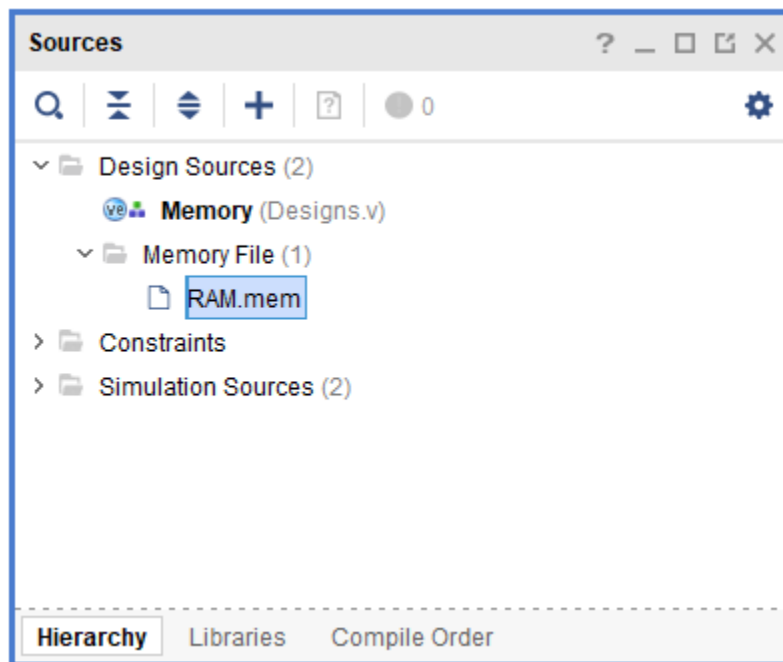 Sources
0
Design Sources (2)
Memory (Designs.v)
Memory File (1)
RAM.mem
Constraints
Simulation Sources (2)
Hierarchy Libraries Compile Order